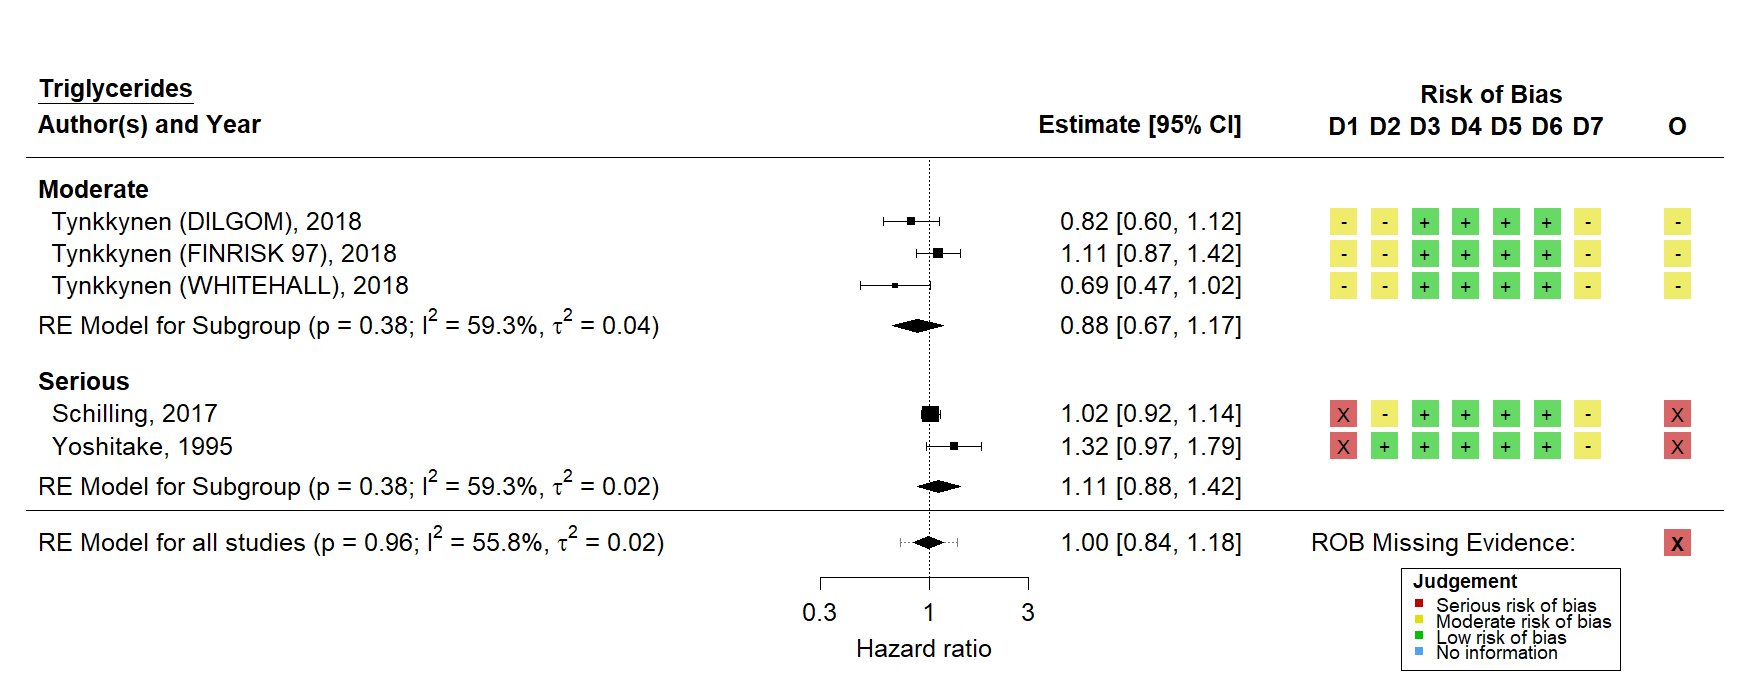 Triglycerides
Risk of Bias
Author(s) and Year Estimate [95% CI] D1 D2 D3 D4 D5 D6 D7 O
Moderate
Tynkkynen (DILGOM), 2018 0.82 [0.60, 1.12] - - + + + + - -
Tynkkynen (FINRISK 97), 2018 1.11 [0.87, 1.42] - - + + + + - -
Tynkkynen (WHITEHALL), 2018 0.69 [0.47, 1.02] - - + + + + - -
RE Model for Subgroup (p = 0.38; I² = 59.3%, τ² = 0.04) 0.88 [0.67, 1.17]
Serious
Schilling, 2017 1.02 [0.92, 1.14] X - + + + + - X
Yoshitake, 1995 1.32 [0.97, 1.79] X + + + + + - X
RE Model for Subgroup (p = 0.38; I² = 59.3%, τ² = 0.02) 1.11 [0.88, 1.42]
RE Model for all studies (p = 0.96; I² = 55.8%, τ² = 0.02) 1.00 [0.84, 1.18] ROB Missing Evidence: X
0.3 1 3
Hazard ratio
Judgement
Serious risk of bias
Moderate risk of bias
Low risk of bias
No information